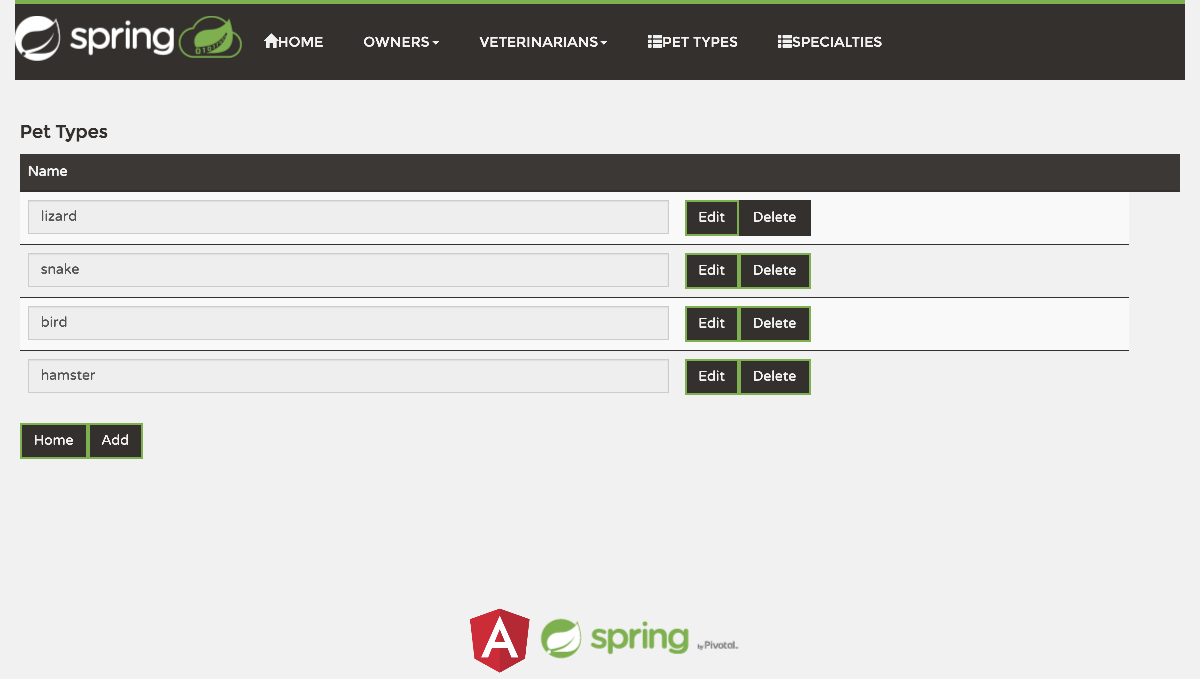 spring HOME OWNERS VETERINARIANS PET TYPES SPECIALTIES
Pet Types
Name
lizard Edit Delete
snake Edit Delete
bird Edit Delete
hamster Edit Delete
Home Add
A spring by Pivotal.